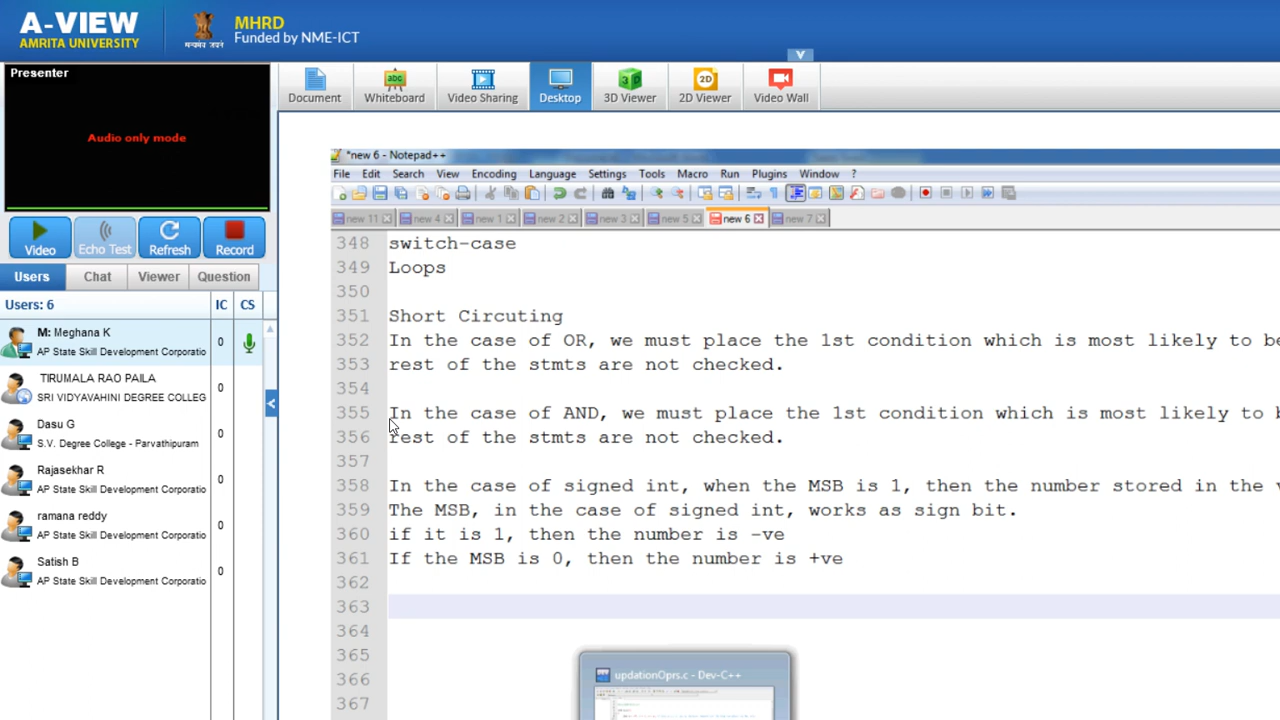 A-VIEW
AMRITA UNIVERSITY
MHRD
Funded by NME-ICT
Presenter
Audio only mode
Document
Whiteboard
Video Sharing
Desktop
3D Viewer
2D Viewer
Video Wall
Video
Echo Test
Refresh
Record
Users
Chat
Viewer
Question
Users: 6
IC
CS
M: Meghana K
AP State Skill Development Corporatio
0
TIRUMALA RAO PAILA
SRI VIDYAVAHINI DEGREE COLLEG
0
Dasu G
S.V. Degree College - Parvathipuram
0
Rajasekhar R
AP State Skill Development Corporatio
0
ramana reddy
AP State Skill Development Corporatio
0
Satish B
AP State Skill Development Corporatio
0
*new 6 - Notepad++
File Edit Search View Encoding Language Settings Tools Macro Run Plugins Window ?
new 11 new 4 new 1 new 2 new 3 new 5 new 6 new 7
348 switch-case
349 Loops
350
351 Short Circuting
352 In the case of OR, we must place the 1st condition which is most likely to be
353 rest of the stmts are not checked.
354
355 In the case of AND, we must place the 1st condition which is most likely to b
356 rest of the stmts are not checked.
357
358 In the case of signed int, when the MSB is 1, then the number stored in the v
359 The MSB, in the case of signed int, works as sign bit.
360 if it is 1, then the number is -ve
361 If the MSB is 0, then the number is +ve
362
363
364
365
366
367
updationOprs.c - Dev-C++